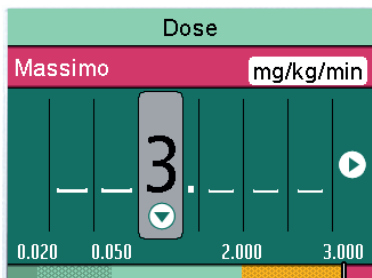 Dose
Massimo mg/kg/min
_ _ 3. _ _ _
0.020 0.050 2.000 3.000